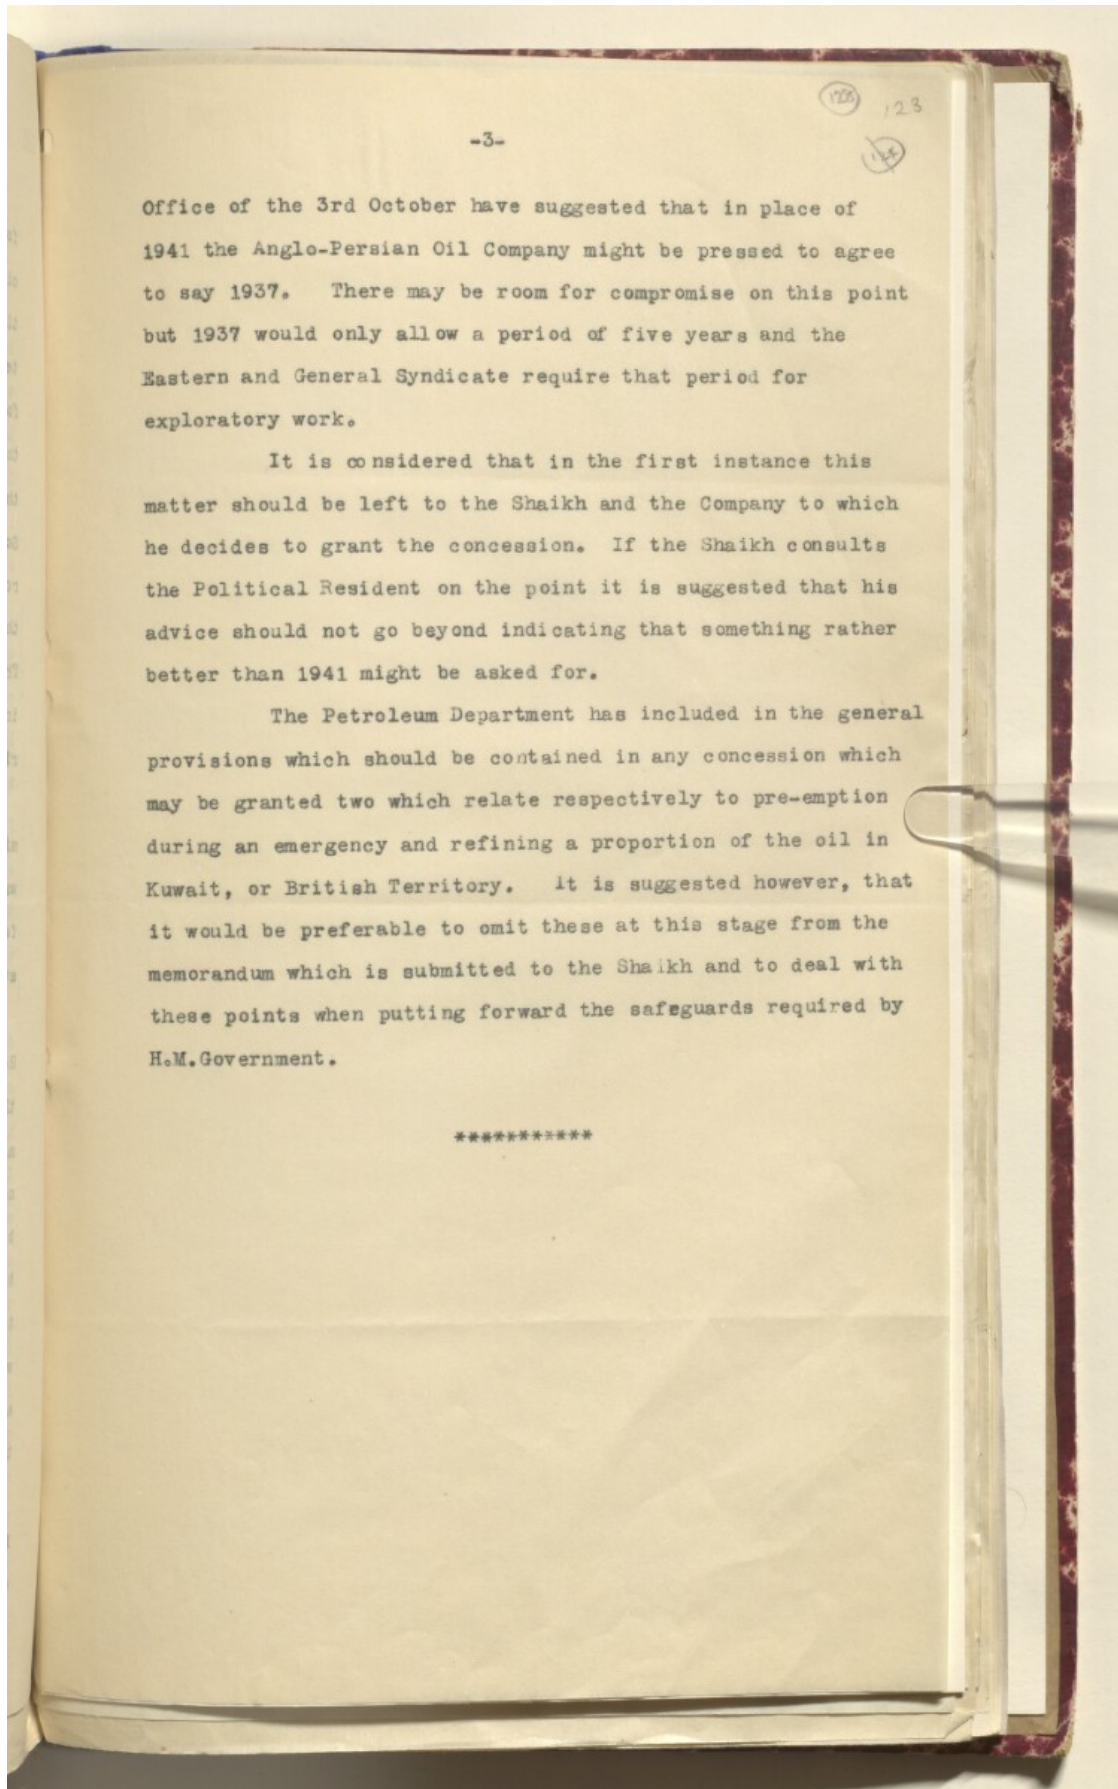 123
-3-
Office of the 3rd October have suggested that in place of
1941 the Anglo-Persian Oil Company might be pressed to agree
to say 1937. There may be room for compromise on this point
but 1937 would only allow a period of five years and the
Eastern and General Syndicate require that period for
exploratory work.
It is considered that in the first instance this
matter should be left to the Shaikh and the Company to which
he decides to grant the concession. If the Shaikh consults
the Political Resident on the point it is suggested that his
advice should not go beyond indicating that something rather
better than 1941 might be asked for.
The Petroleum Department has included in the general
provisions which should be contained in any concession which
may be granted two which relate respectively to pre-emption
during an emergency and refining a proportion of the oil in
Kuwait, or British Territory. It is suggested however, that
it would be preferable to omit these at this stage from the
memorandum which is submitted to the Shaikh and to deal with
these points when putting forward the safeguards required by
H.M.Government.
***********